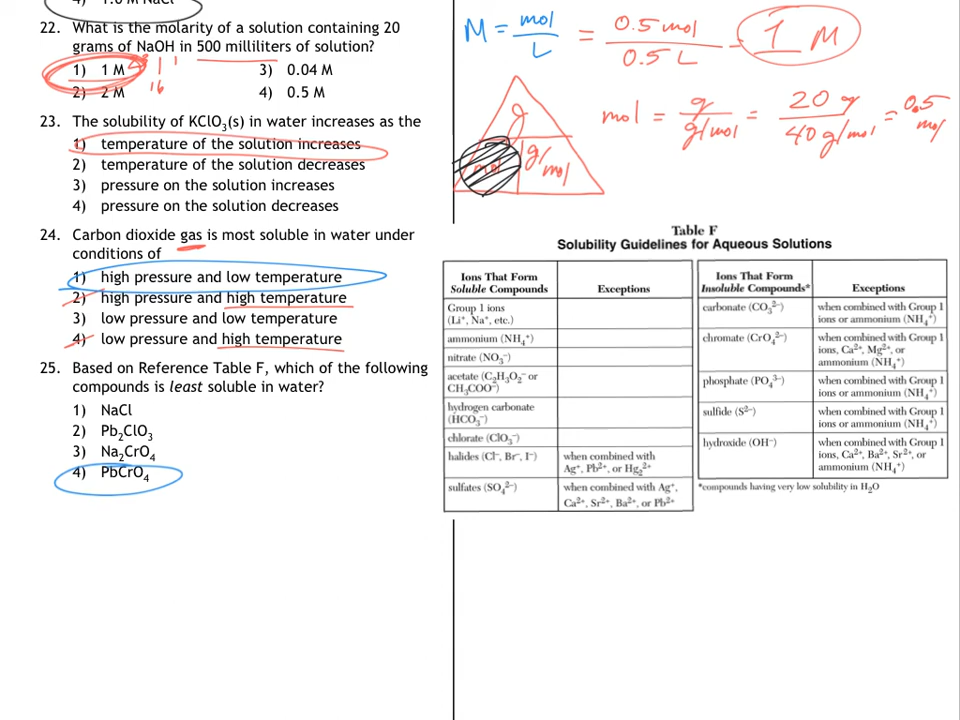 22. What is the molarity of a solution containing 20
grams of NaOH in 500 milliliters of solution?
1) 1 M
2) 2 M
3) 0.04 M
4) 0.5 M
16
23. The solubility of KClO₃(s) in water increases as the
1) temperature of the solution increases
2) temperature of the solution decreases
3) pressure on the solution increases
4) pressure on the solution decreases
24. Carbon dioxide gas is most soluble in water under
conditions of
1) high pressure and low temperature
2) high pressure and high temperature
3) low pressure and low temperature
4) low pressure and high temperature
25. Based on Reference Table F, which of the following
compounds is least soluble in water?
1) NaCl
2) Pb₂ClO₃
3) Na₂CrO₄
4) PbCrO₄
M = mol/L = 0.5 mol/0.5 L = 1 M
g
mol
g/mol
mol = g/g/mol = 20 g/40 g/mol = 0.5 mol
Table F
Solubility Guidelines for Aqueous Solutions
Ions That Form
Soluble Compounds
Exceptions
Group 1 ions
(Li⁺, Na⁺, etc.)
ammonium (NH₄⁺)
nitrate (NO₃⁻)
acetate (C₂H₃O₂⁻ or
CH₃COO⁻)
hydrogen carbonate
(HCO₃⁻)
chlorate (ClO₃⁻)
halides (Cl⁻, Br⁻, I⁻)
when combined with
Ag⁺, Pb²⁺, or Hg₂²⁺
sulfates (SO₄²⁻)
when combined with Ag⁺,
Ca²⁺, Sr²⁺, Ba²⁺, or Pb²⁺
Ions That Form
Insoluble Compounds*
Exceptions
carbonate (CO₃²⁻)
when combined with Group 1
ions or ammonium (NH₄⁺)
chromate (CrO₄²⁻)
when combined with Group 1
ions, Ca²⁺, Mg²⁺, or
ammonium (NH₄⁺)
phosphate (PO₄³⁻)
when combined with Group 1
ions or ammonium (NH₄⁺)
sulfide (S²⁻)
when combined with Group 1
ions or ammonium (NH₄⁺)
hydroxide (OH⁻)
when combined with Group 1
ions, Ca²⁺, Ba²⁺, Sr²⁺, or
ammonium (NH₄⁺)
*compounds having very low solubility in H₂O